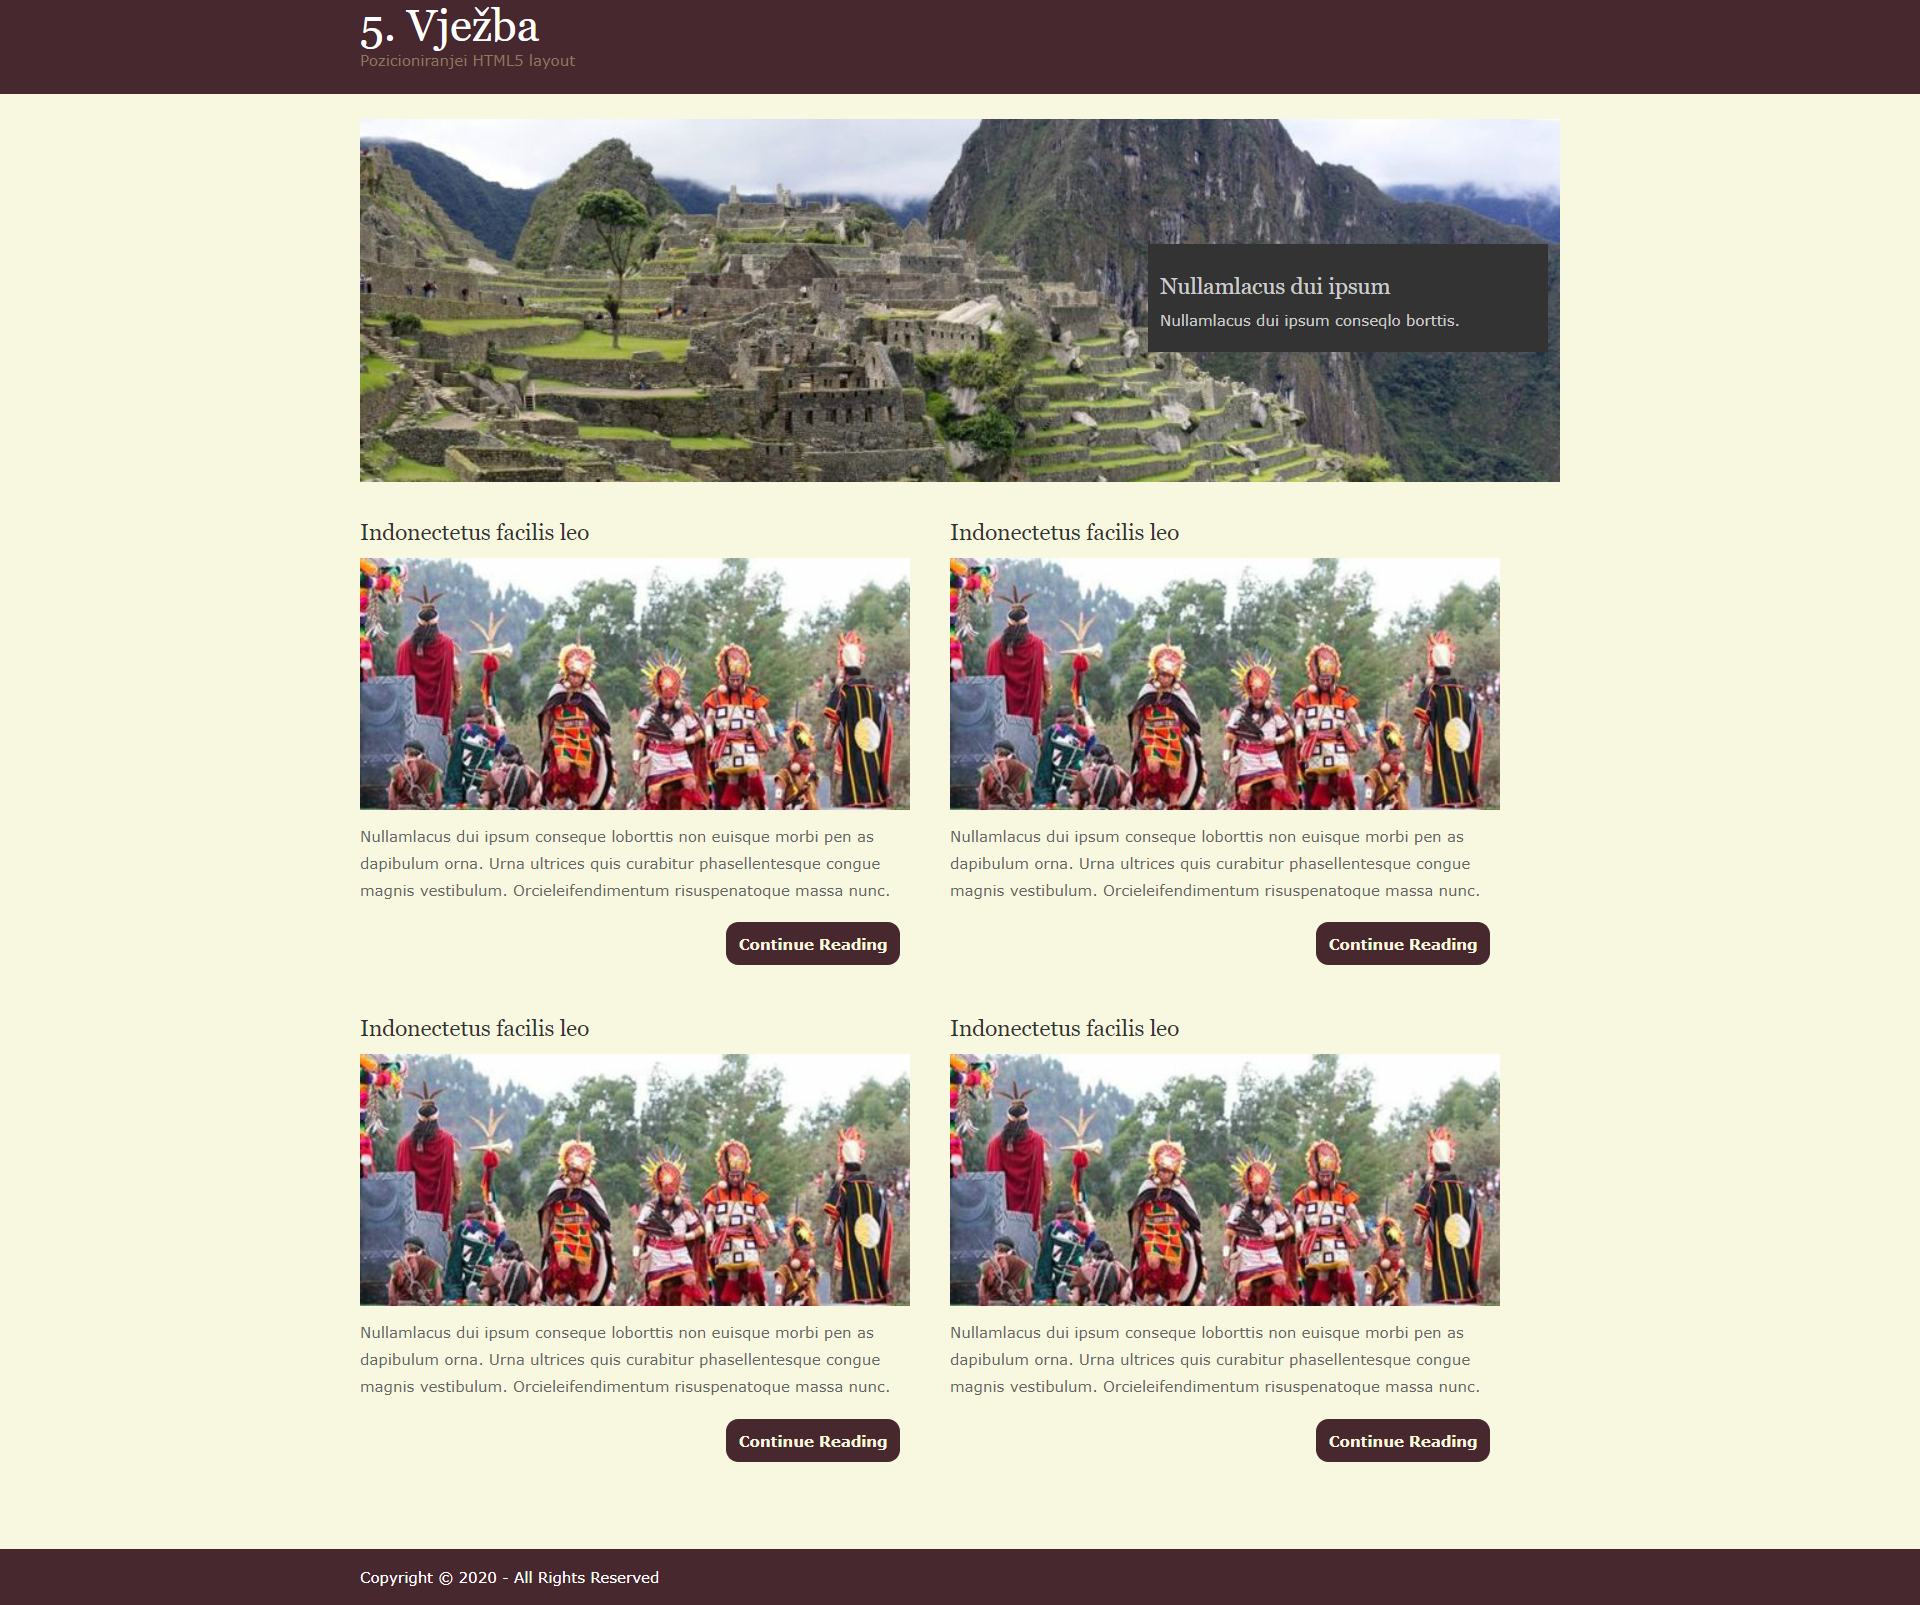 5. Vježba
Pozicioniranjei HTML5 layout
Nullamlacus dui ipsum
Nullamlacus dui ipsum conseqlo borttis.
Indonectetus facilis leo
Nullamlacus dui ipsum conseque loborttis non euisque morbi pen as
dapibulum orna. Urna ultrices quis curabitur phasellentesque congue
magnis vestibulum. Orcieleifendimentum risuspenatoque massa nunc.
Continue Reading
Indonectetus facilis leo
Nullamlacus dui ipsum conseque loborttis non euisque morbi pen as
dapibulum orna. Urna ultrices quis curabitur phasellentesque congue
magnis vestibulum. Orcieleifendimentum risuspenatoque massa nunc.
Continue Reading
Indonectetus facilis leo
Nullamlacus dui ipsum conseque loborttis non euisque morbi pen as
dapibulum orna. Urna ultrices quis curabitur phasellentesque congue
magnis vestibulum. Orcieleifendimentum risuspenatoque massa nunc.
Continue Reading
Indonectetus facilis leo
Nullamlacus dui ipsum conseque loborttis non euisque morbi pen as
dapibulum orna. Urna ultrices quis curabitur phasellentesque congue
magnis vestibulum. Orcieleifendimentum risuspenatoque massa nunc.
Continue Reading
Copyright © 2020 - All Rights Reserved